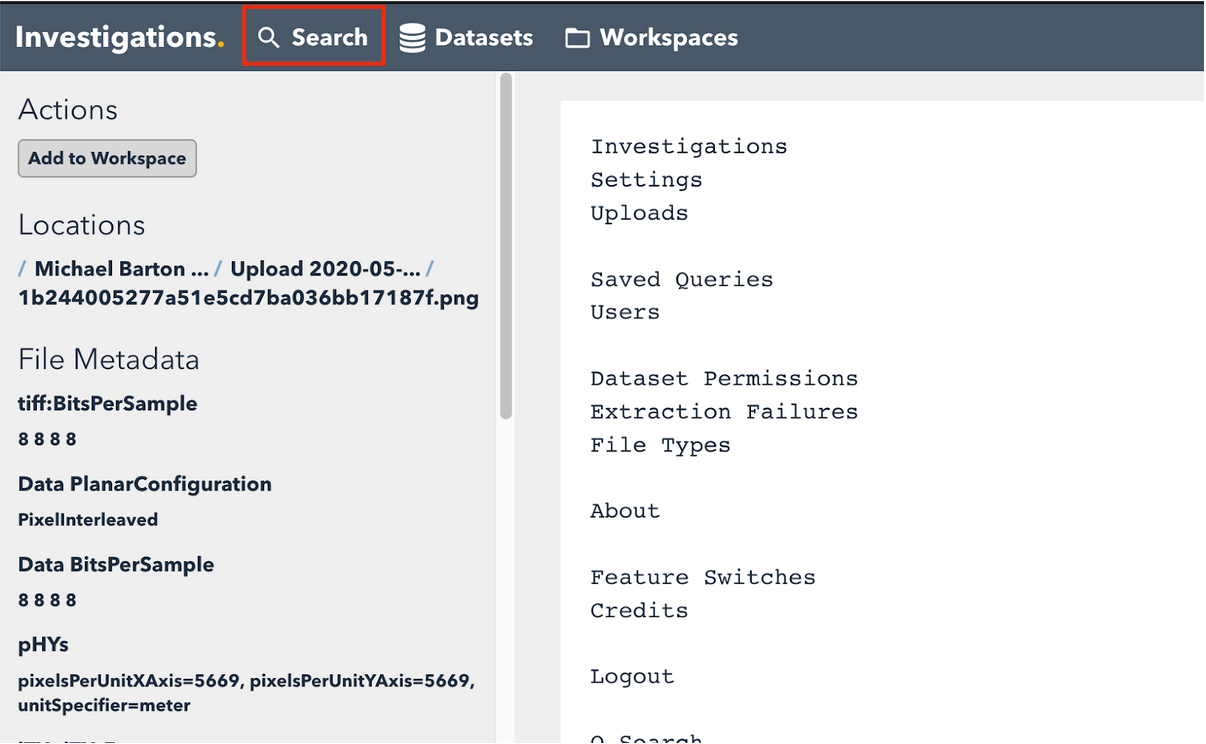 Investigations. Search Datasets Workspaces
Actions
Add to Workspace
Locations
/ Michael Barton ... / Upload 2020-05-... /
1b244005277a51e5cd7ba036bb17187f.png
File Metadata
tiff:BitsPerSample
8 8 8 8
Data PlanarConfiguration
PixelInterleaved
Data BitsPerSample
8 8 8 8
pHYs
pixelsPerUnitXAxis=5669, pixelsPerUnitYAxis=5669,
unitSpecifier=meter
Investigations
Settings
Uploads
Saved Queries
Users
Dataset Permissions
Extraction Failures
File Types
About
Feature Switches
Credits
Logout
Search